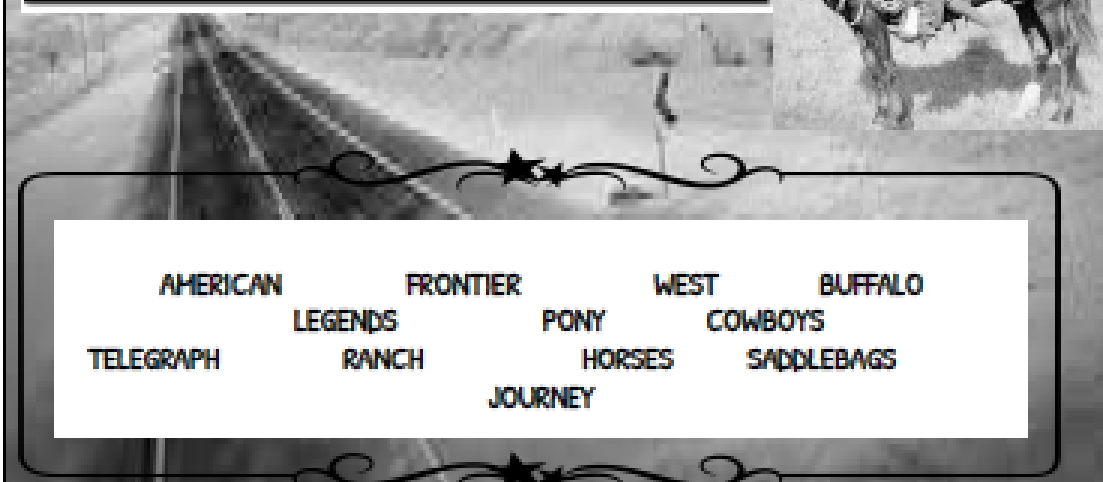 AMERICAN FRONTIER WEST BUFFALO
LEGENDS PONY COWBOYS
TELEGRAPH RANCH HORSES SADDLEBAGS
JOURNEY